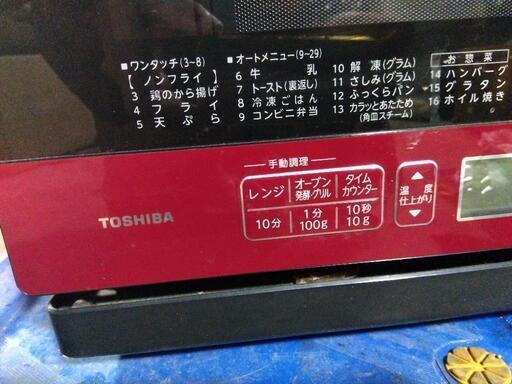 ■ワンタッチ(3~8)
【ノンフライ】
3 鶏のから揚げ
4 フライ
5 天ぷら
■オートメニュー(9~29)
6 牛乳
7 トースト(裏返し)
8 冷凍ごはん
9 コンビニ弁当
10 解凍(グラム)
11 さしみ(グラム)
12 ふっくらパン
13 カラッとあたため
(角皿スチーム)
お惣菜
14 ハンバーグ
15 グラタン
16 ホイル焼き
手動調理
レンジ
オーブン
発酵・グリル
タイム
カウンター
10分
1分
100g
10秒
10g
▲
温度
仕上がり
▼
TOSHIBA